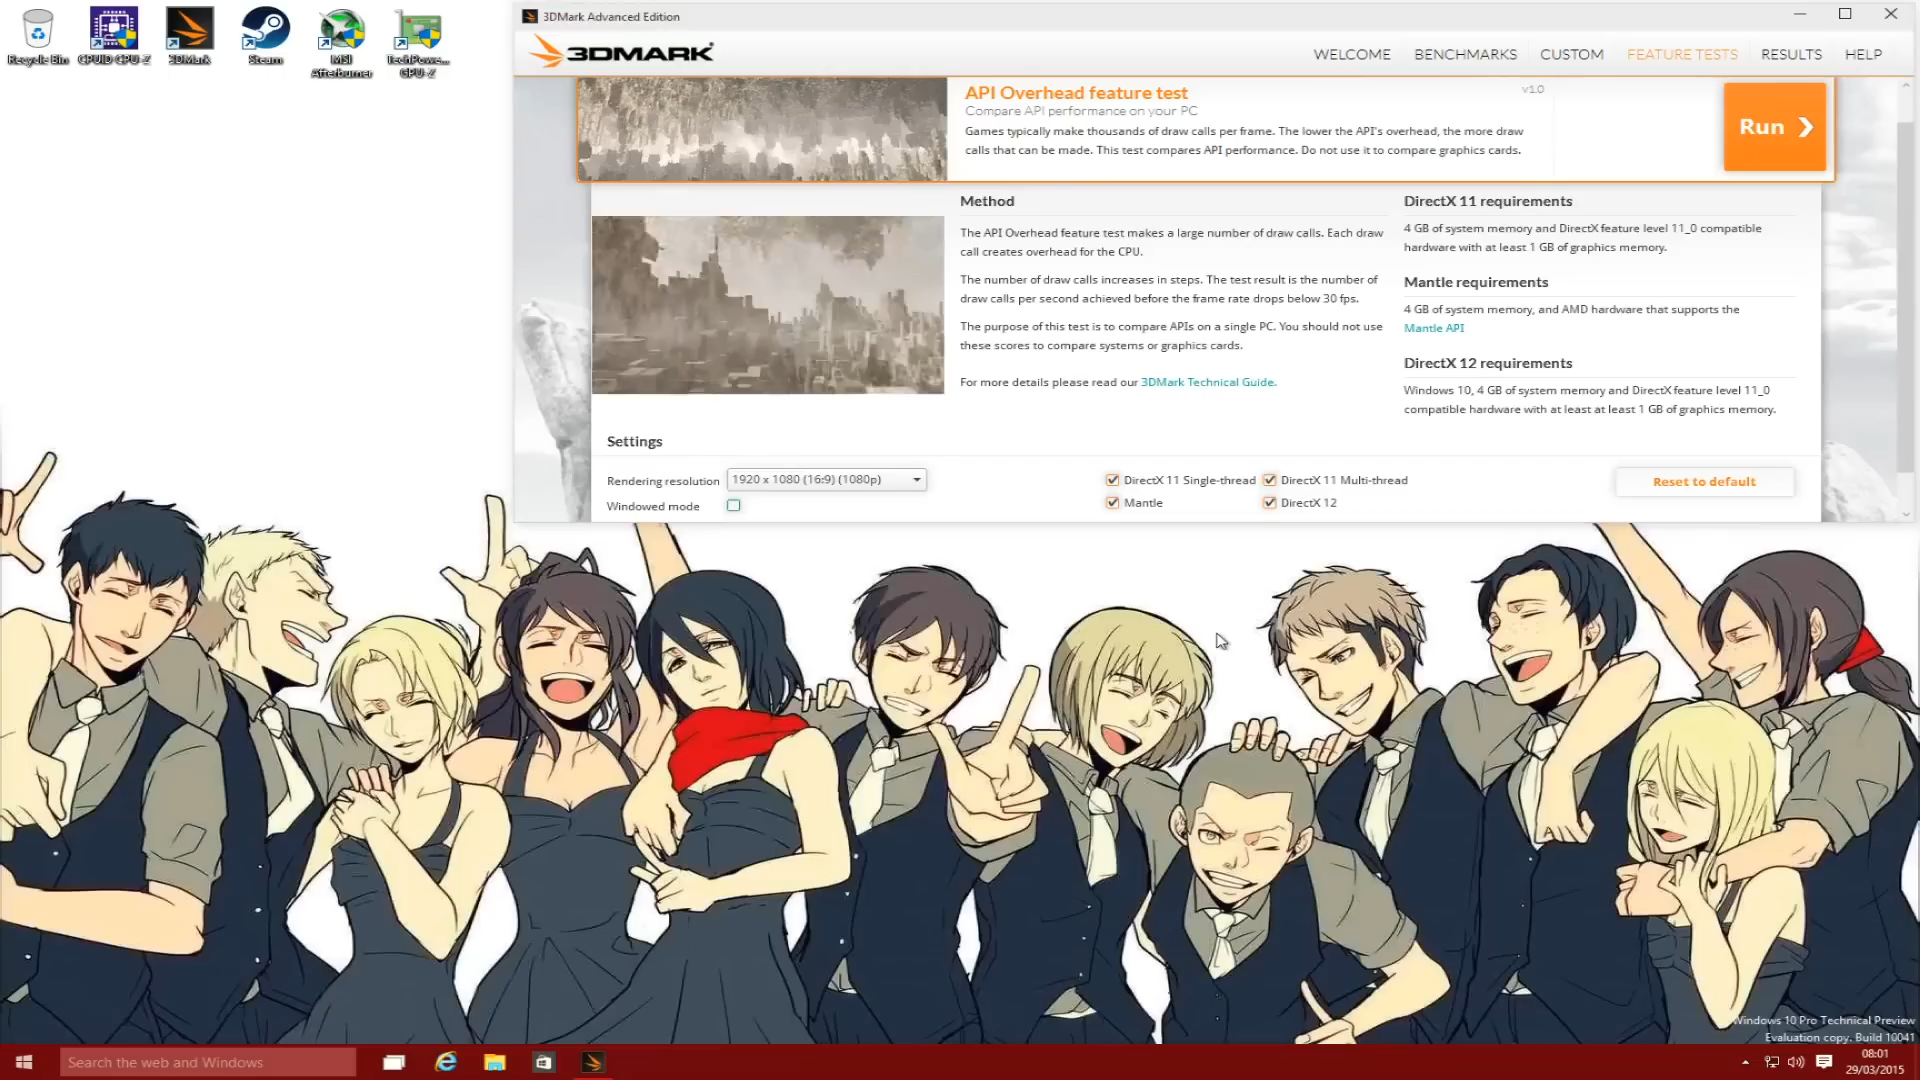 Recycle Bin
CPUID CPU-Z
3DMark
Steam
MSI Afterburner
TechPowe... GPU-Z
3DMark Advanced Edition
3DMARK
WELCOME BENCHMARKS CUSTOM FEATURE TESTS RESULTS HELP
API Overhead feature test
v1.0
Compare API performance on your PC
Games typically make thousands of draw calls per frame. The lower the API's overhead, the more draw
calls that can be made. This test compares API performance. Do not use it to compare graphics cards.
Run
Method
The API Overhead feature test makes a large number of draw calls. Each draw
call creates overhead for the CPU.
The number of draw calls increases in steps. The test result is the number of
draw calls per second achieved before the frame rate drops below 30 fps.
The purpose of this test is to compare APIs on a single PC. You should not use
these scores to compare systems or graphics cards.
For more details please read our 3DMark Technical Guide.
DirectX 11 requirements
4 GB of system memory and DirectX feature level 11_0 compatible
hardware with at least 1 GB of graphics memory.
Mantle requirements
4 GB of system memory, and AMD hardware that supports the
Mantle API
DirectX 12 requirements
Windows 10, 4 GB of system memory and DirectX feature level 11_0
compatible hardware with at least at least 1 GB of graphics memory.
Settings
Rendering resolution 1920 x 1080 (16:9) (1080p)
Windowed mode
DirectX 11 Single-thread DirectX 11 Multi-thread
Mantle DirectX 12
Reset to default
Windows 10 Pro Technical Preview
Evaluation copy. Build 10041
Search the web and Windows
08:01
29/03/2015